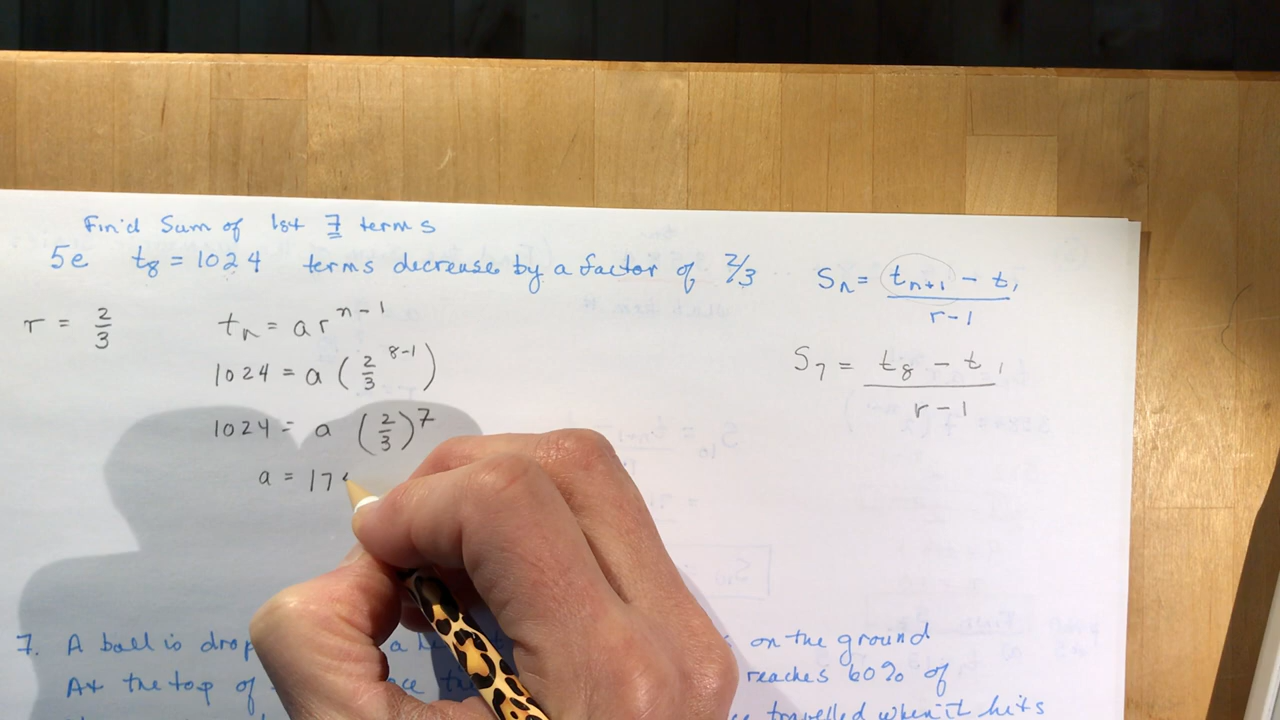 Find Sum of 1st 7 terms
5e t₈ = 1024 terms decrease by a factor of 2/3
Sₙ = (tₙ₊₁ - t₁)/(r-1)
r = 2/3
tₙ = a r^(n-1)
1024 = a (2/3^(8-1))
S₇ = (t₈ - t₁)/(r-1)
1024 = a (2/3)^7
a = 17
7. A ball is on the ground
At the top of reaches 60% of
travelled when it hits